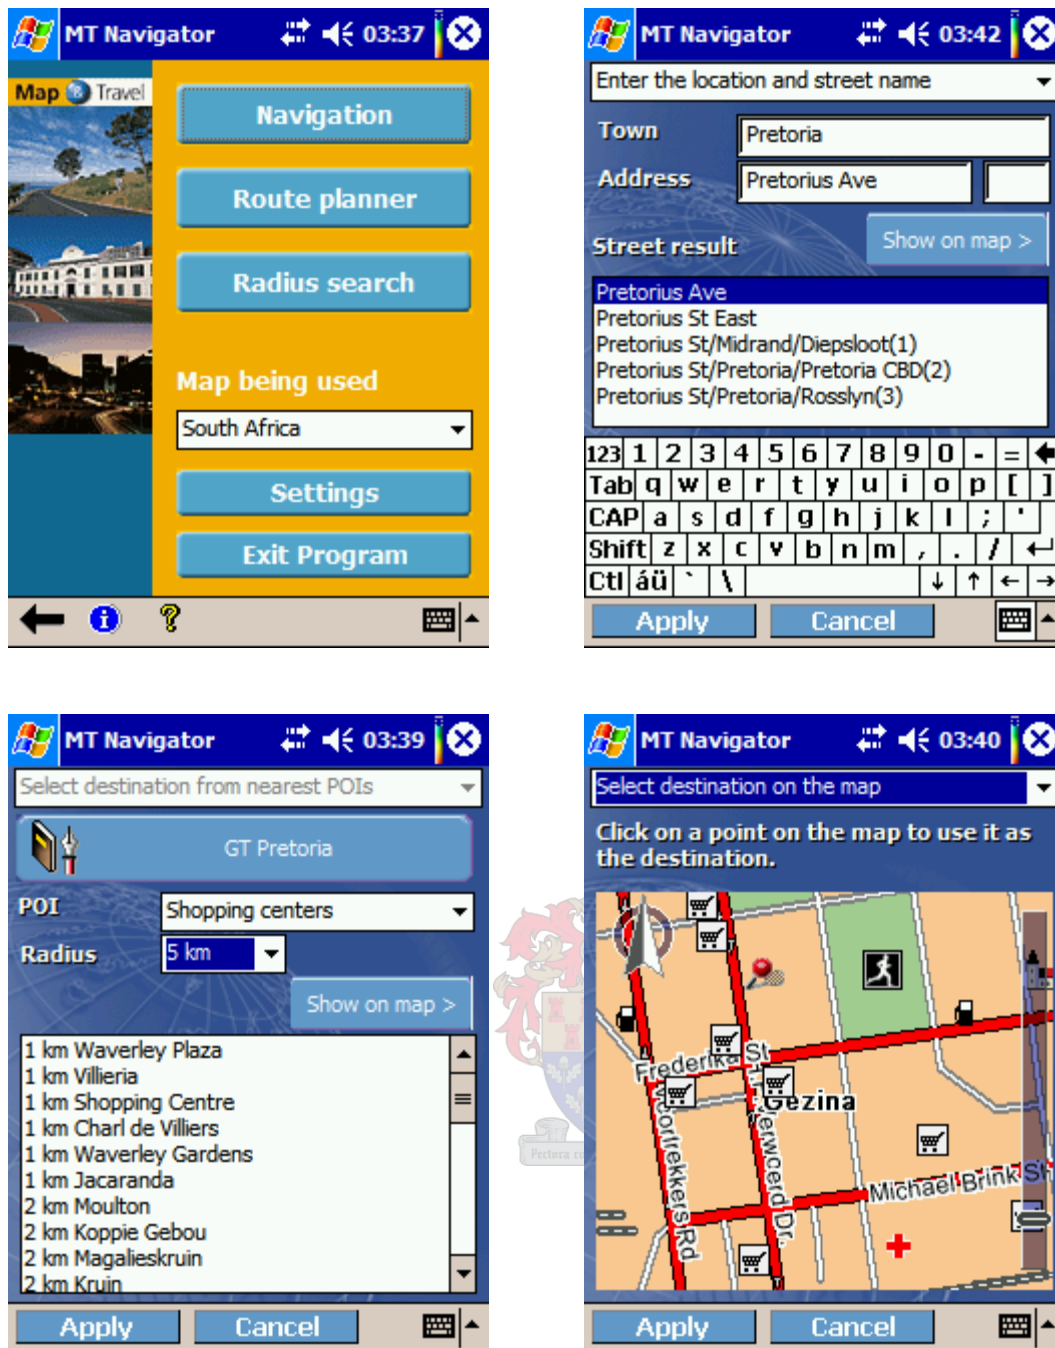 MT Navigator 03:37
Map Travel
Navigation
Route planner
Radius search
Map being used
South Africa
Settings
Exit Program
MT Navigator 03:42
Enter the location and street name
Town Pretoria
Address Pretorius Ave
Street result Show on map >
Pretorius Ave
Pretorius St East
Pretorius St/Midrand/Diepsloot(1)
Pretorius St/Pretoria/Pretoria CBD(2)
Pretorius St/Pretoria/Rosslyn(3)
123 1 2 3 4 5 6 7 8 9 0 - =
Tab q w e r t y u i o p [ ]
CAP a s d f g h j k l ; '
Shift z x c v b n m , . /
Ctl áü ` \
Apply Cancel
MT Navigator 03:39
Select destination from nearest POIs
GT Pretoria
POI Shopping centers
Radius 5 km
Show on map >
1 km Waverley Plaza
1 km Villieria
1 km Shopping Centre
1 km Charl de Villiers
1 km Waverley Gardens
1 km Jacaranda
2 km Moulton
2 km Koppie Gebou
2 km Magalieskruin
2 km Kruin
Apply Cancel
MT Navigator 03:40
Select destination on the map
Click on a point on the map to use it as
the destination.
Frederika St
Gezina
Voortrekkers Rd
Verwoerd Dr.
Michael Brink St
Apply Cancel